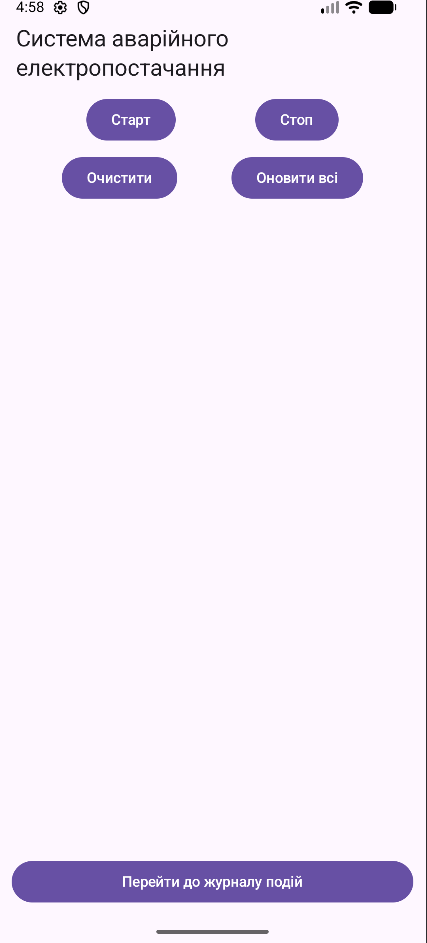 4:58
Система аварійного
електропостачання
Старт
Стоп
Очистити
Оновити всі
Перейти до журналу подій